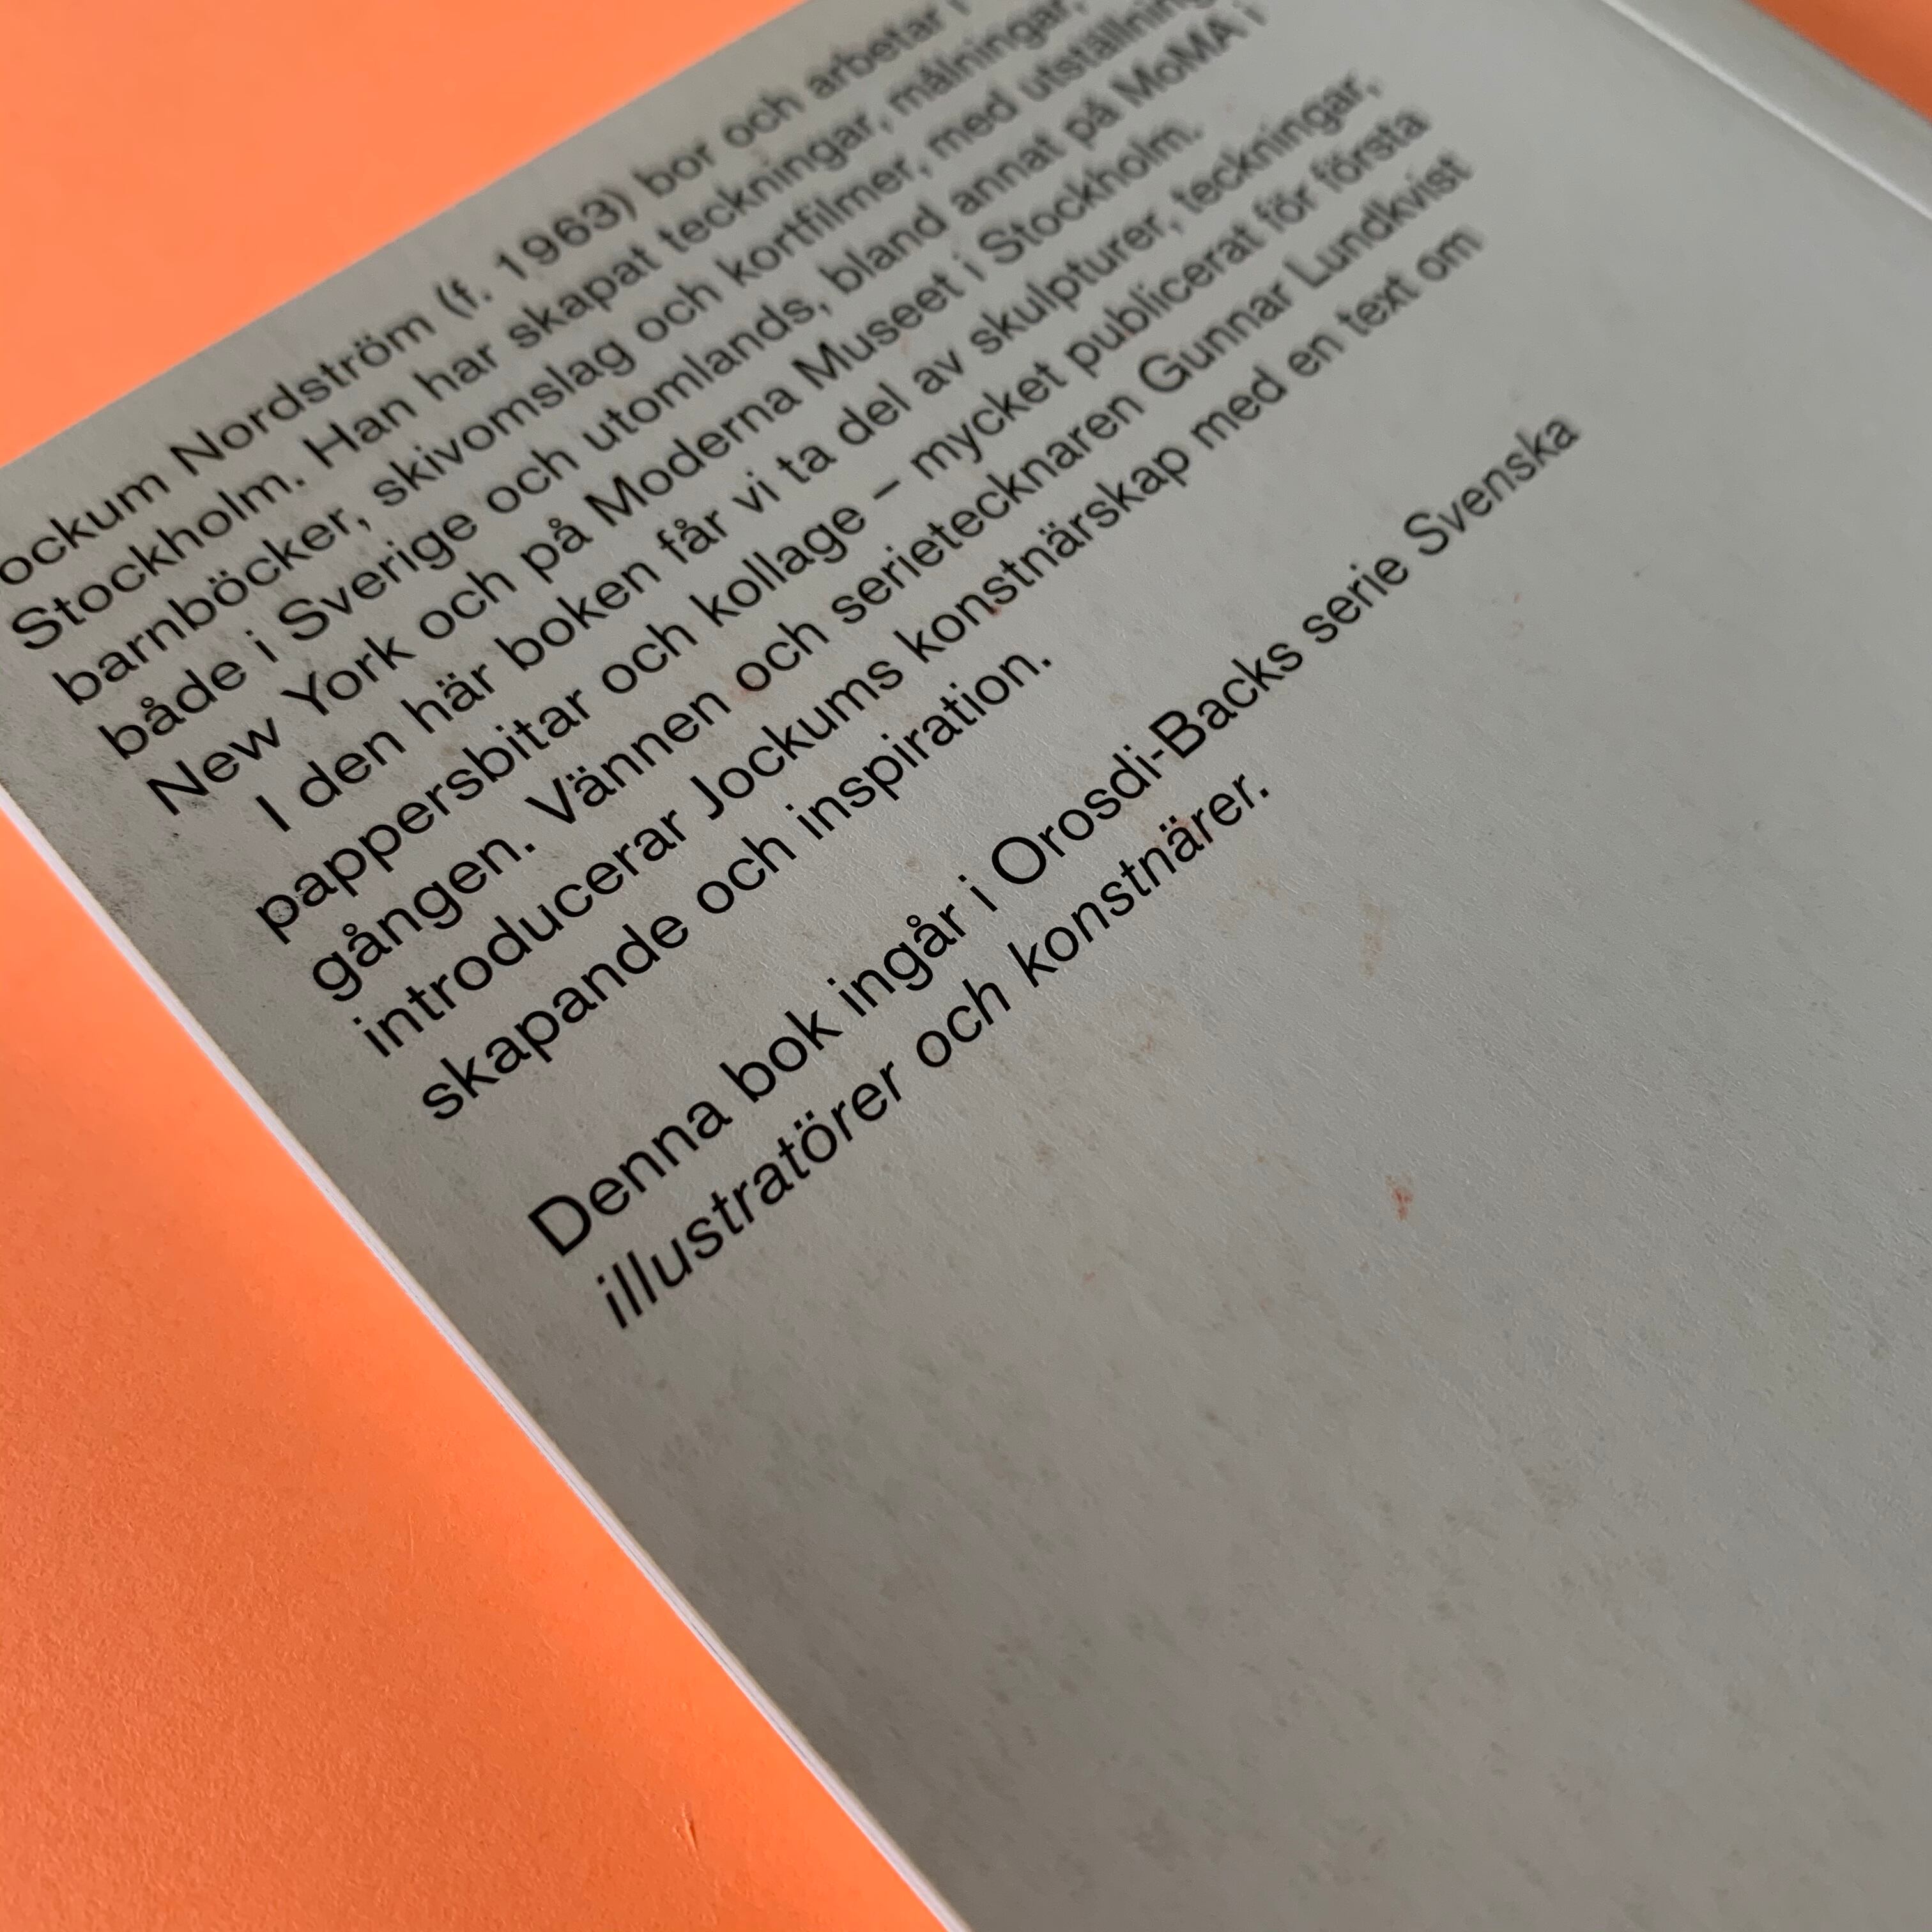 ockum Nordström (f. 1963) bor och arbetar i
Stockholm. Han har skapat teckningar, målningar,
barnböcker, skivomslag och kortfilmer, med utställning
både i Sverige och utomlands, bland annat på MoMA i
New York och på Moderna Museet i Stockholm.
I den här boken får vi ta del av skulpturer, teckningar,
pappersbitar och kollage – mycket publicerat för första
gången. Vännen och serietecknaren Gunnar Lundkvist
introducerar Jockums konstnärskap med en text om
skapande och inspiration.
Denna bok ingår i Orosdi-Backs serie Svenska
illustratörer och konstnärer.